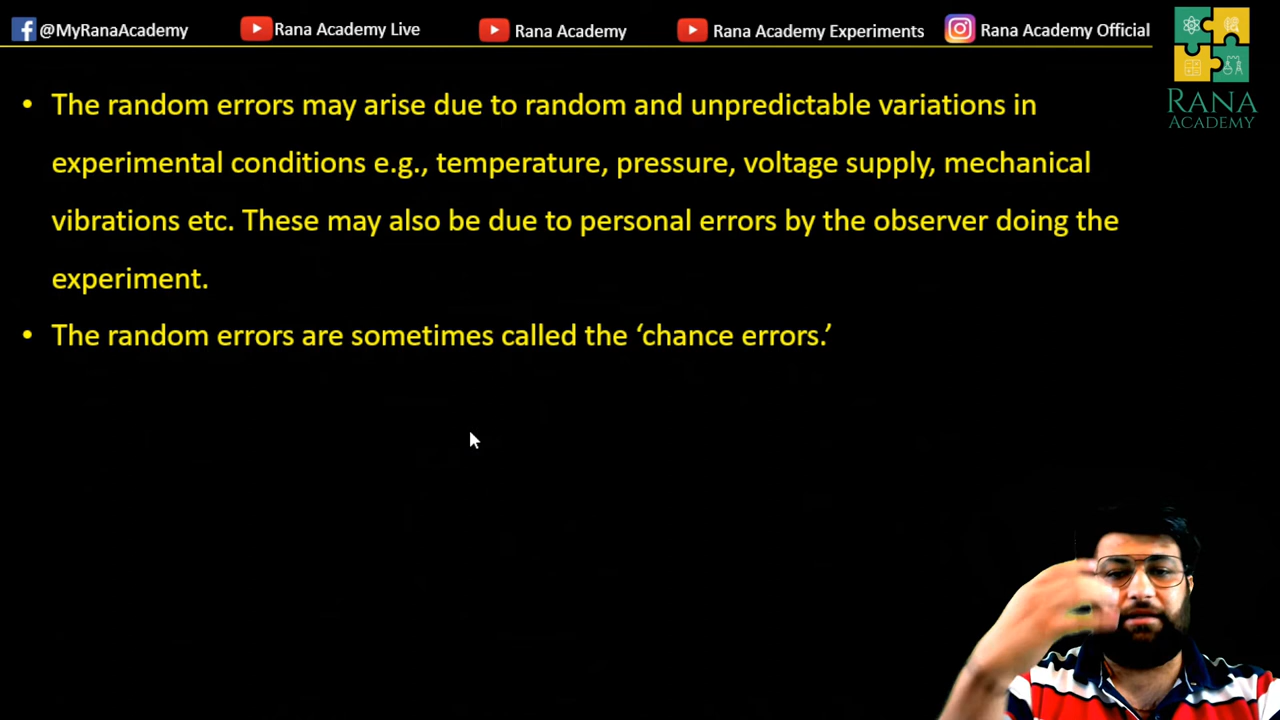 @MyRanaAcademy
Rana Academy Live
Rana Academy
Rana Academy Experiments
Rana Academy Official
RANA
ACADEMY
• The random errors may arise due to random and unpredictable variations in
experimental conditions e.g., temperature, pressure, voltage supply, mechanical
vibrations etc. These may also be due to personal errors by the observer doing the
experiment.
• The random errors are sometimes called the ‘chance errors.’